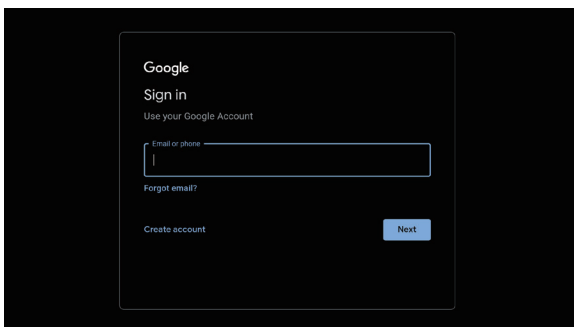 Google
Sign in
Use your Google Account
Email or phone
Forgot email?
Create account
Next